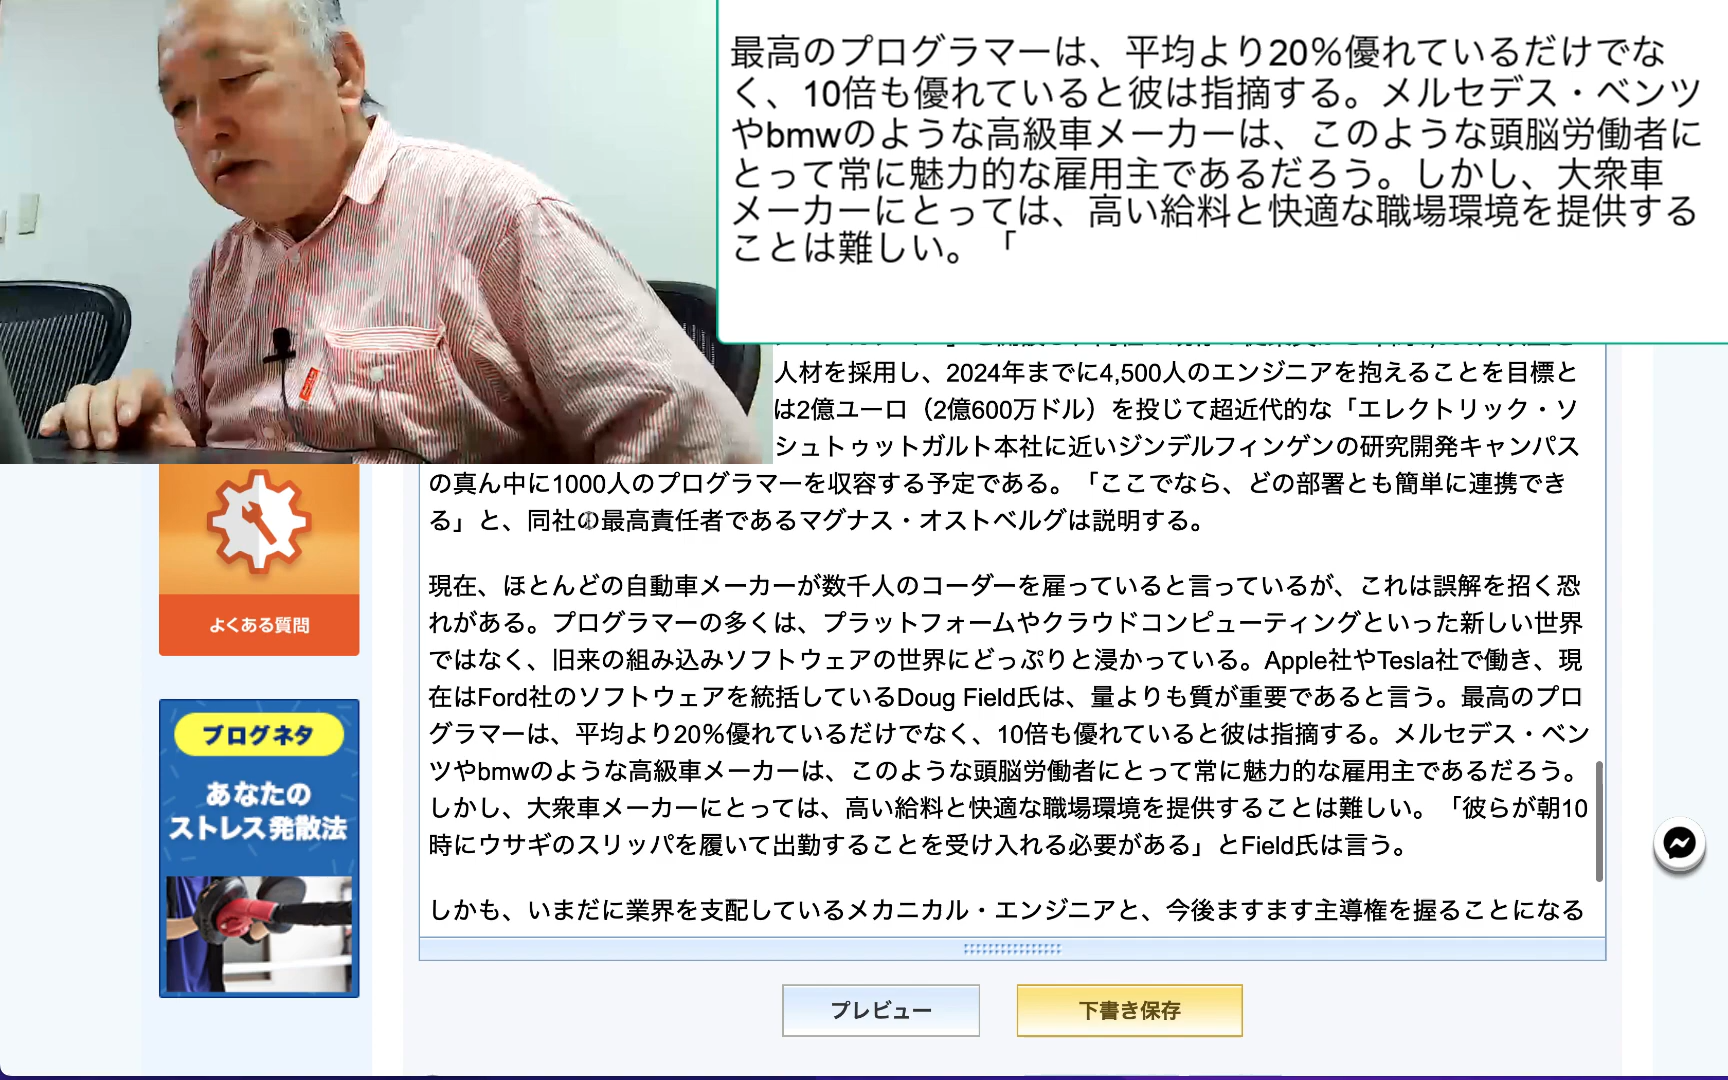 最高のプログラマーは、平均より20%優れているだけでな
く、10倍も優れていると彼は指摘する。メルセデス・ベンツ
やbmwのような高級車メーカーは、このような頭脳労働者に
とって常に魅力的な雇用主であるだろう。しかし、大衆車
メーカーにとっては、高い給料と快適な職場環境を提供する
ことは難しい。「
人材を採用し、2024年までに4,500人のエンジニアを抱えることを目標と
は2億ユーロ（2億600万ドル）を投じて超近代的な「エレクトリック・ソ
シュトゥットガルト本社に近いジンデルフィンゲンの研究開発キャンパス
の真ん中に1000人のプログラマーを収容する予定である。「ここでなら、どの部署とも簡単に連携でき
る」と、同社の最高責任者であるマグナス・オストベルグは説明する。
現在、ほとんどの自動車メーカーが数千人のコーダーを雇っていると言っているが、これは誤解を招く恐
れがある。プログラマーの多くは、プラットフォームやクラウドコンピューティングといった新しい世界
ではなく、旧来の組み込みソフトウェアの世界にどっぷりと浸かっている。Apple社やTesla社で働き、現
在はFord社のソフトウェアを統括しているDoug Field氏は、量よりも質が重要であると言う。最高のプロ
グラマーは、平均より20%優れているだけでなく、10倍も優れていると彼は指摘する。メルセデス・ベン
ツやbmwのような高級車メーカーは、このような頭脳労働者にとって常に魅力的な雇用主であるだろう。
しかし、大衆車メーカーにとっては、高い給料と快適な職場環境を提供することは難しい。「彼らが朝10
時にウサギのスリッパを履いて出勤することを受け入れる必要がある」とField氏は言う。
しかも、いまだに業界を支配しているメカニカル・エンジニアと、今後ますます主導権を握ることになる
よくある質問
ブログネタ
あなたの
ストレス発散法
プレビュー
下書き保存